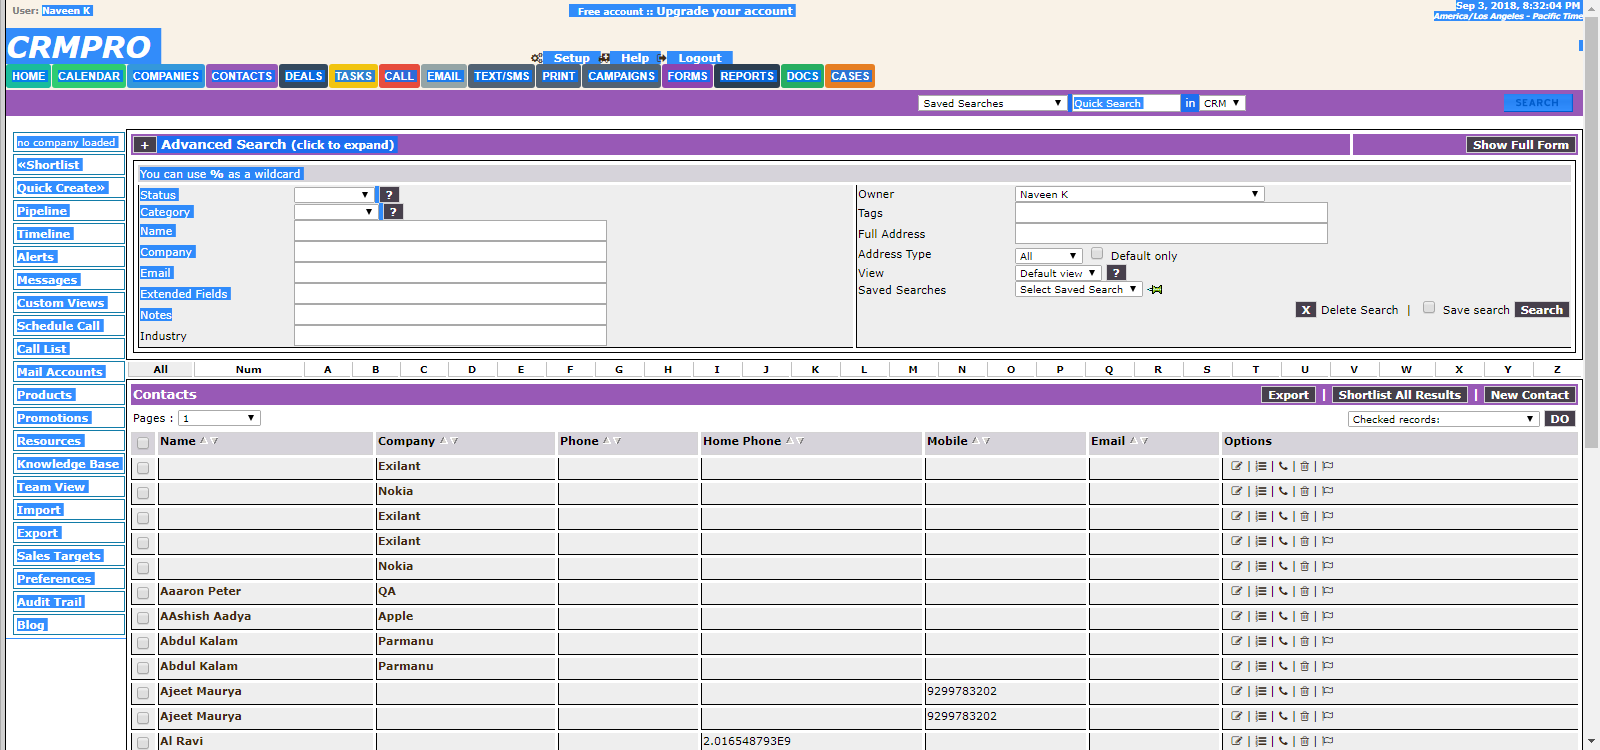 User: Naveen K
Free account :: Upgrade your account
Sep 3, 2018, 8:32:04 PM
America/Los Angeles - Pacific Time
CRMPRO
Setup Help Logout
HOME CALENDAR COMPANIES CONTACTS DEALS TASKS CALL EMAIL TEXT/SMS PRINT CAMPAIGNS FORMS REPORTS DOCS CASES
Saved Searches Quick Search in CRM SEARCH
no company loaded
«Shortlist
Quick Create»
Pipeline
Timeline
Alerts
Messages
Custom Views
Schedule Call
Call List
Mail Accounts
Products
Promotions
Resources
Knowledge Base
Team View
Import
Export
Sales Targets
Preferences
Audit Trail
Blog
+ Advanced Search (click to expand) Show Full Form
You can use % as a wildcard
Status ?
Category ?
Name
Company
Email
Extended Fields
Notes
Industry
Owner Naveen K
Tags
Full Address
Address Type All Default only
View Default view ?
Saved Searches Select Saved Search
X Delete Search | Save search Search
All Num A B C D E F G H I J K L M N O P Q R S T U V W X Y Z
Contacts Export | Shortlist All Results | New Contact
Pages : 1 Checked records: DO
Name Company Phone Home Phone Mobile Email Options
Exilant | | | |
Nokia | | | |
Exilant | | | |
Exilant | | | |
Nokia | | | |
Aaaron Peter QA | | | |
AAshish Aadya Apple | | | |
Abdul Kalam Parmanu | | | |
Abdul Kalam Parmanu | | | |
Ajeet Maurya 9299783202 | | | |
Ajeet Maurya 9299783202 | | | |
Al Ravi 2.016548793E9 | | | |